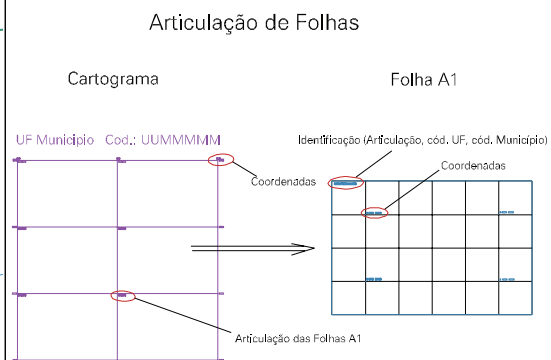 Articulação de Folhas
Cartograma
Folha A1
UF Municipio Cod.: UUMMMMM
Identificação (Articulação, cód. UF, cód. Município)
Coordenadas
Coordenadas
Articulação das Folhas A1